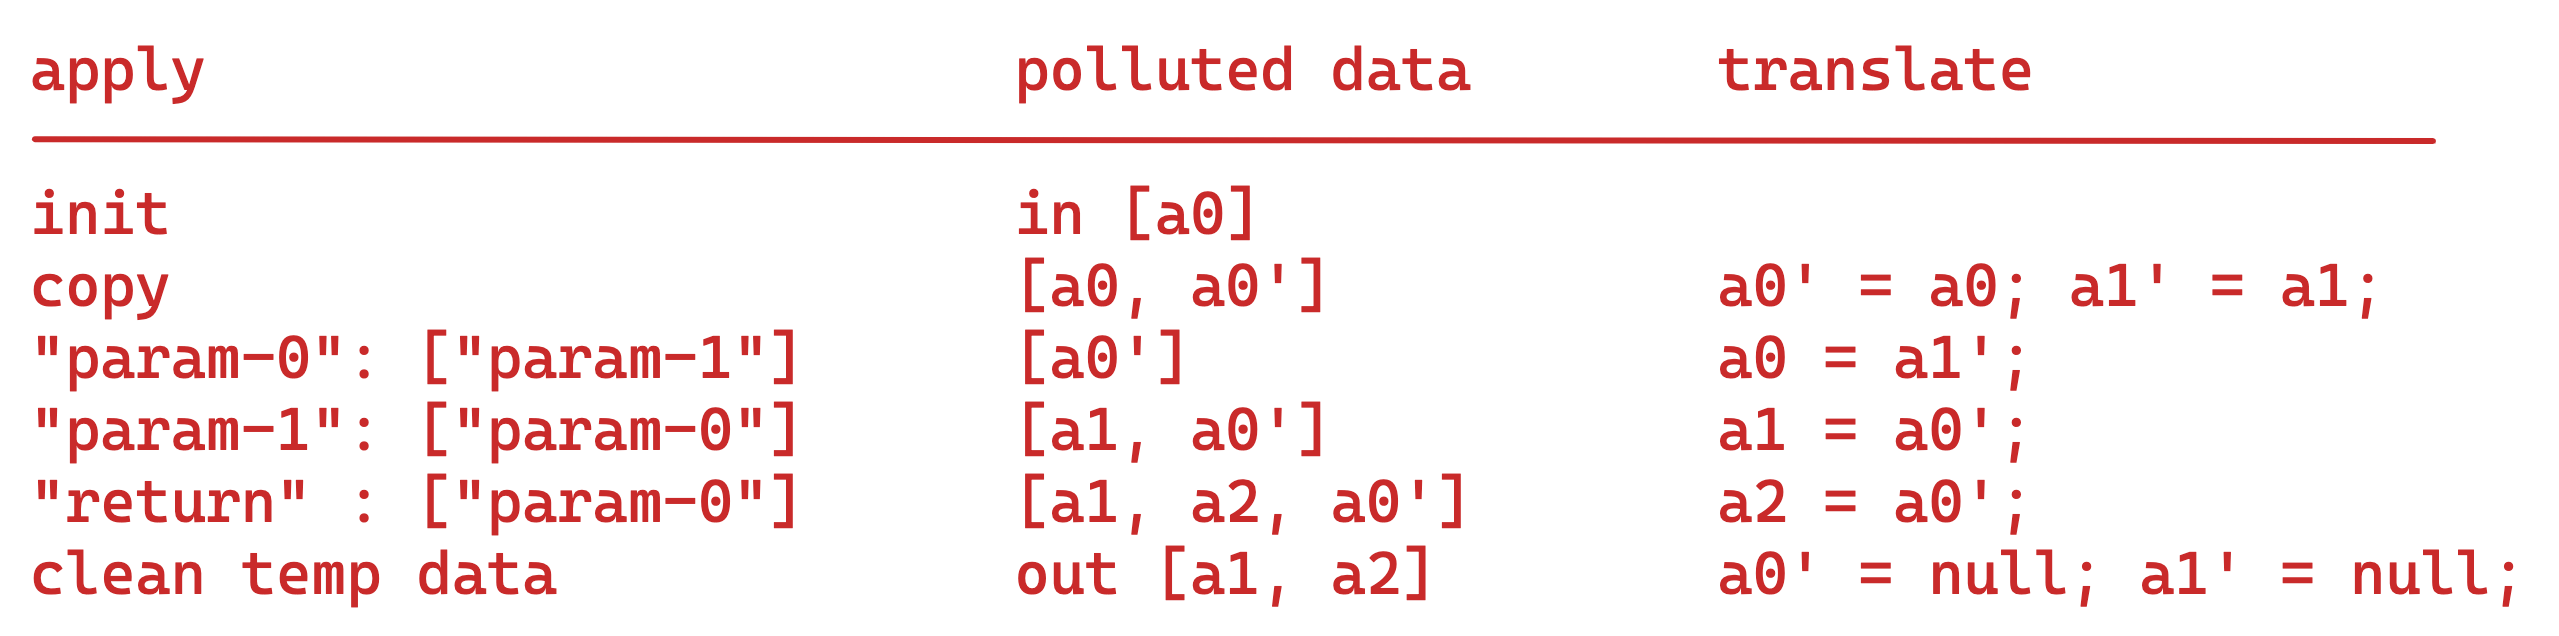 apply polluted data translate
init in [a0]
copy [a0, a0'] a0' = a0; a1' = a1;
"param-0": ["param-1"] [a0'] a0 = a1';
"param-1": ["param-0"] [a1, a0'] a1 = a0';
"return" : ["param-0"] [a1, a2, a0'] a2 = a0';
clean temp data out [a1, a2] a0' = null; a1' = null;